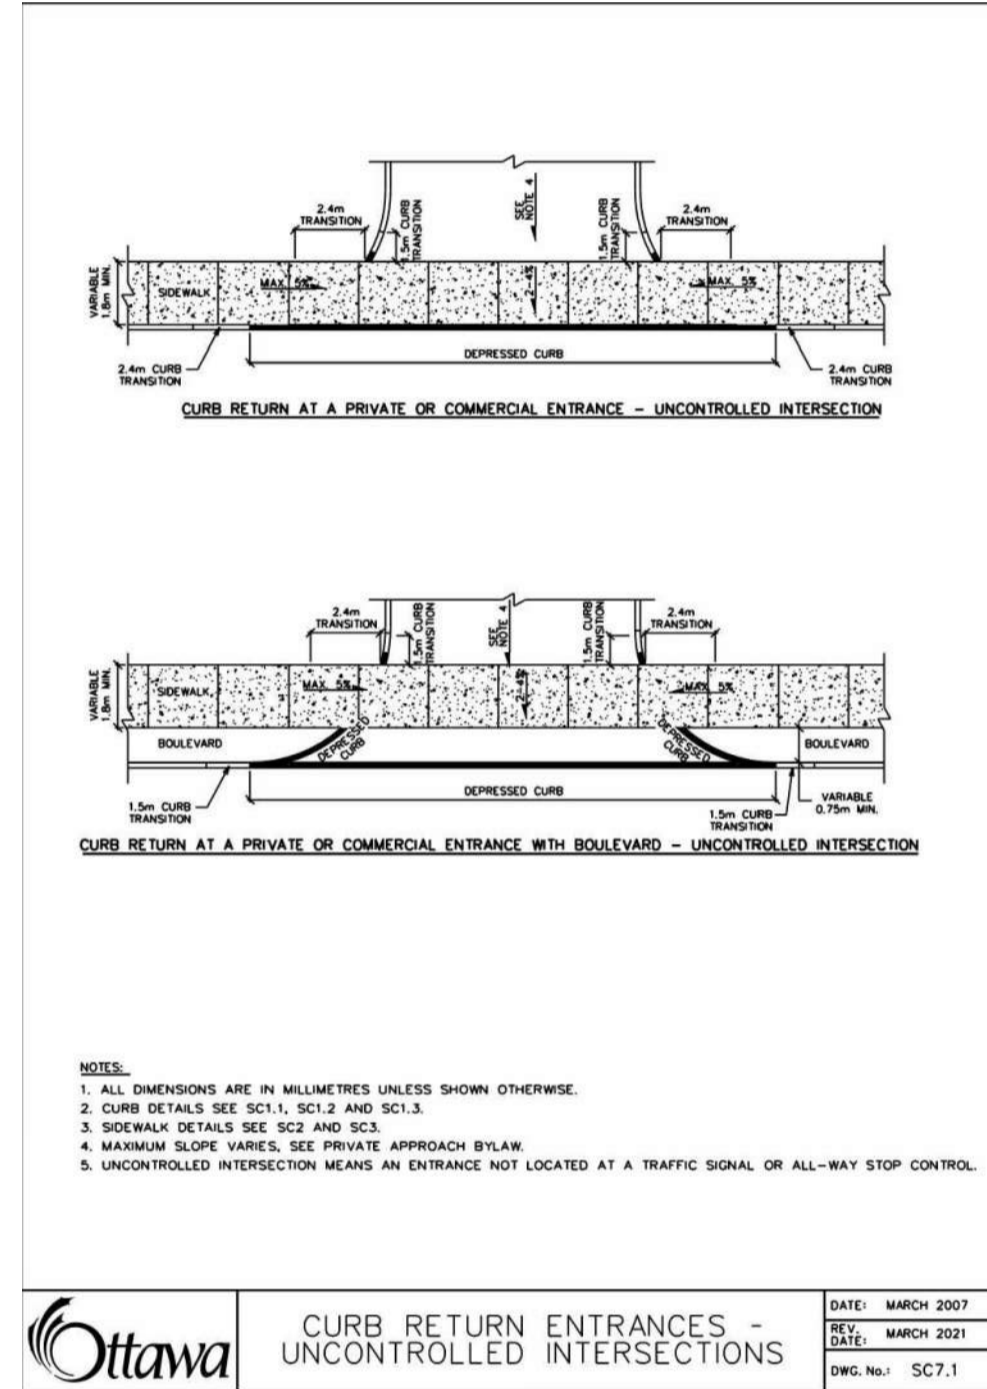 2.4m
TRANSITION
1.5m CURB
TRANSITION
SEE
NOTE 4
1.5m CURB
TRANSITION
2.4m
TRANSITION
VARIABLE
1.8m MIN.
SIDEWALK
MAX. 5%
2-4%
MAX. 5%
2.4m CURB
TRANSITION
DEPRESSED CURB
2.4m CURB
TRANSITION
CURB RETURN AT A PRIVATE OR COMMERCIAL ENTRANCE - UNCONTROLLED INTERSECTION
2.4m
TRANSITION
1.5m CURB
TRANSITION
SEE
NOTE 4
1.5m CURB
TRANSITION
2.4m
TRANSITION
VARIABLE
1.8m MIN.
SIDEWALK
MAX. 5%
2-4%
MAX. 5%
BOULEVARD
DEPRESSED
CURB
DEPRESSED
CURB
BOULEVARD
1.5m CURB
TRANSITION
DEPRESSED CURB
1.5m CURB
TRANSITION
VARIABLE
0.75m MIN.
CURB RETURN AT A PRIVATE OR COMMERCIAL ENTRANCE WITH BOULEVARD - UNCONTROLLED INTERSECTION
NOTES:
1. ALL DIMENSIONS ARE IN MILLIMETRES UNLESS SHOWN OTHERWISE.
2. CURB DETAILS SEE SC1.1, SC1.2 AND SC1.3.
3. SIDEWALK DETAILS SEE SC2 AND SC3.
4. MAXIMUM SLOPE VARIES, SEE PRIVATE APPROACH BYLAW.
5. UNCONTROLLED INTERSECTION MEANS AN ENTRANCE NOT LOCATED AT A TRAFFIC SIGNAL OR ALL-WAY STOP CONTROL.
Ottawa
CURB RETURN ENTRANCES -
UNCONTROLLED INTERSECTIONS
DATE: MARCH 2007
REV. DATE: MARCH 2021
DWG. No.: SC7.1